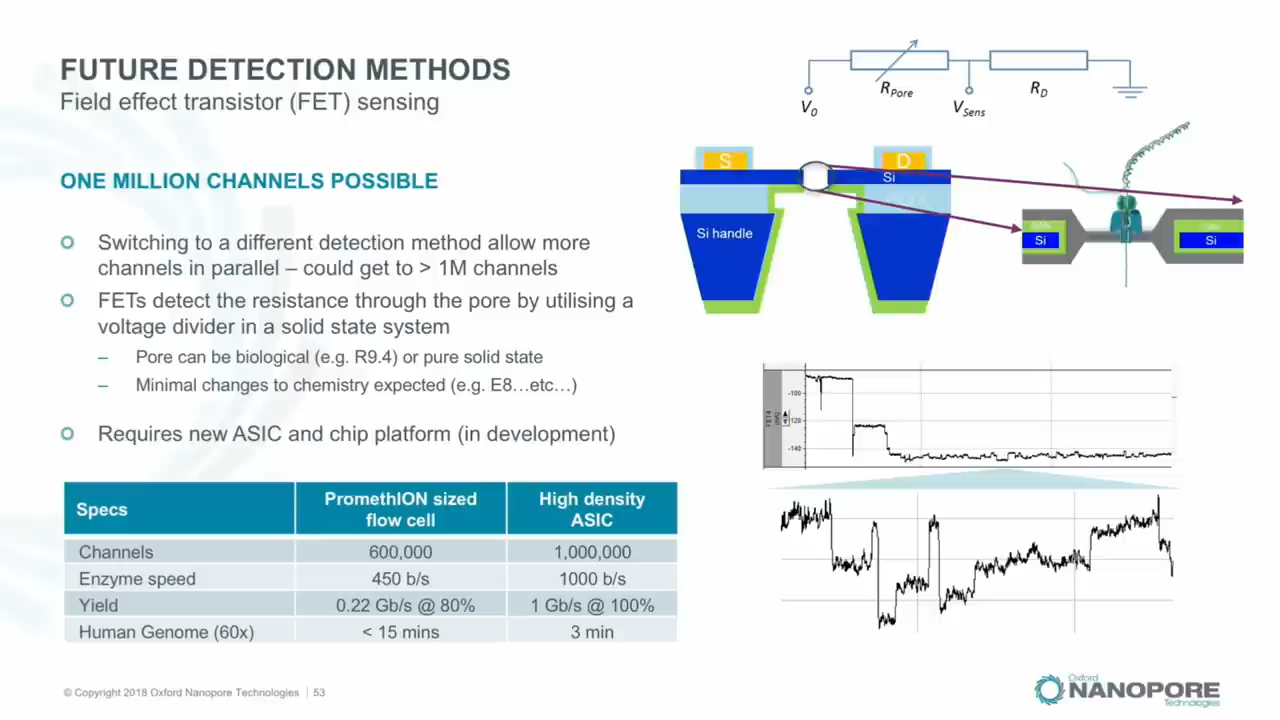 FUTURE DETECTION METHODS
Field effect transistor (FET) sensing
ONE MILLION CHANNELS POSSIBLE
Switching to a different detection method allow more
channels in parallel – could get to > 1M channels
FETs detect the resistance through the pore by utilising a
voltage divider in a solid state system
– Pore can be biological (e.g. R9.4) or pure solid state
– Minimal changes to chemistry expected (e.g. E8…etc…)
Requires new ASIC and chip platform (in development)
Specs PromethION sized flow cell High density ASIC
Channels 600,000 1,000,000
Enzyme speed 450 b/s 1000 b/s
Yield 0.22 Gb/s @ 80% 1 Gb/s @ 100%
Human Genome (60x) < 15 mins 3 min
V0 RPore VSens RD
S D
Si
Si handle
Si Si
FET4
(nA)
-100
-120
-140
© Copyright 2018 Oxford Nanopore Technologies | 53
Oxford
NANOPORE
Technologies